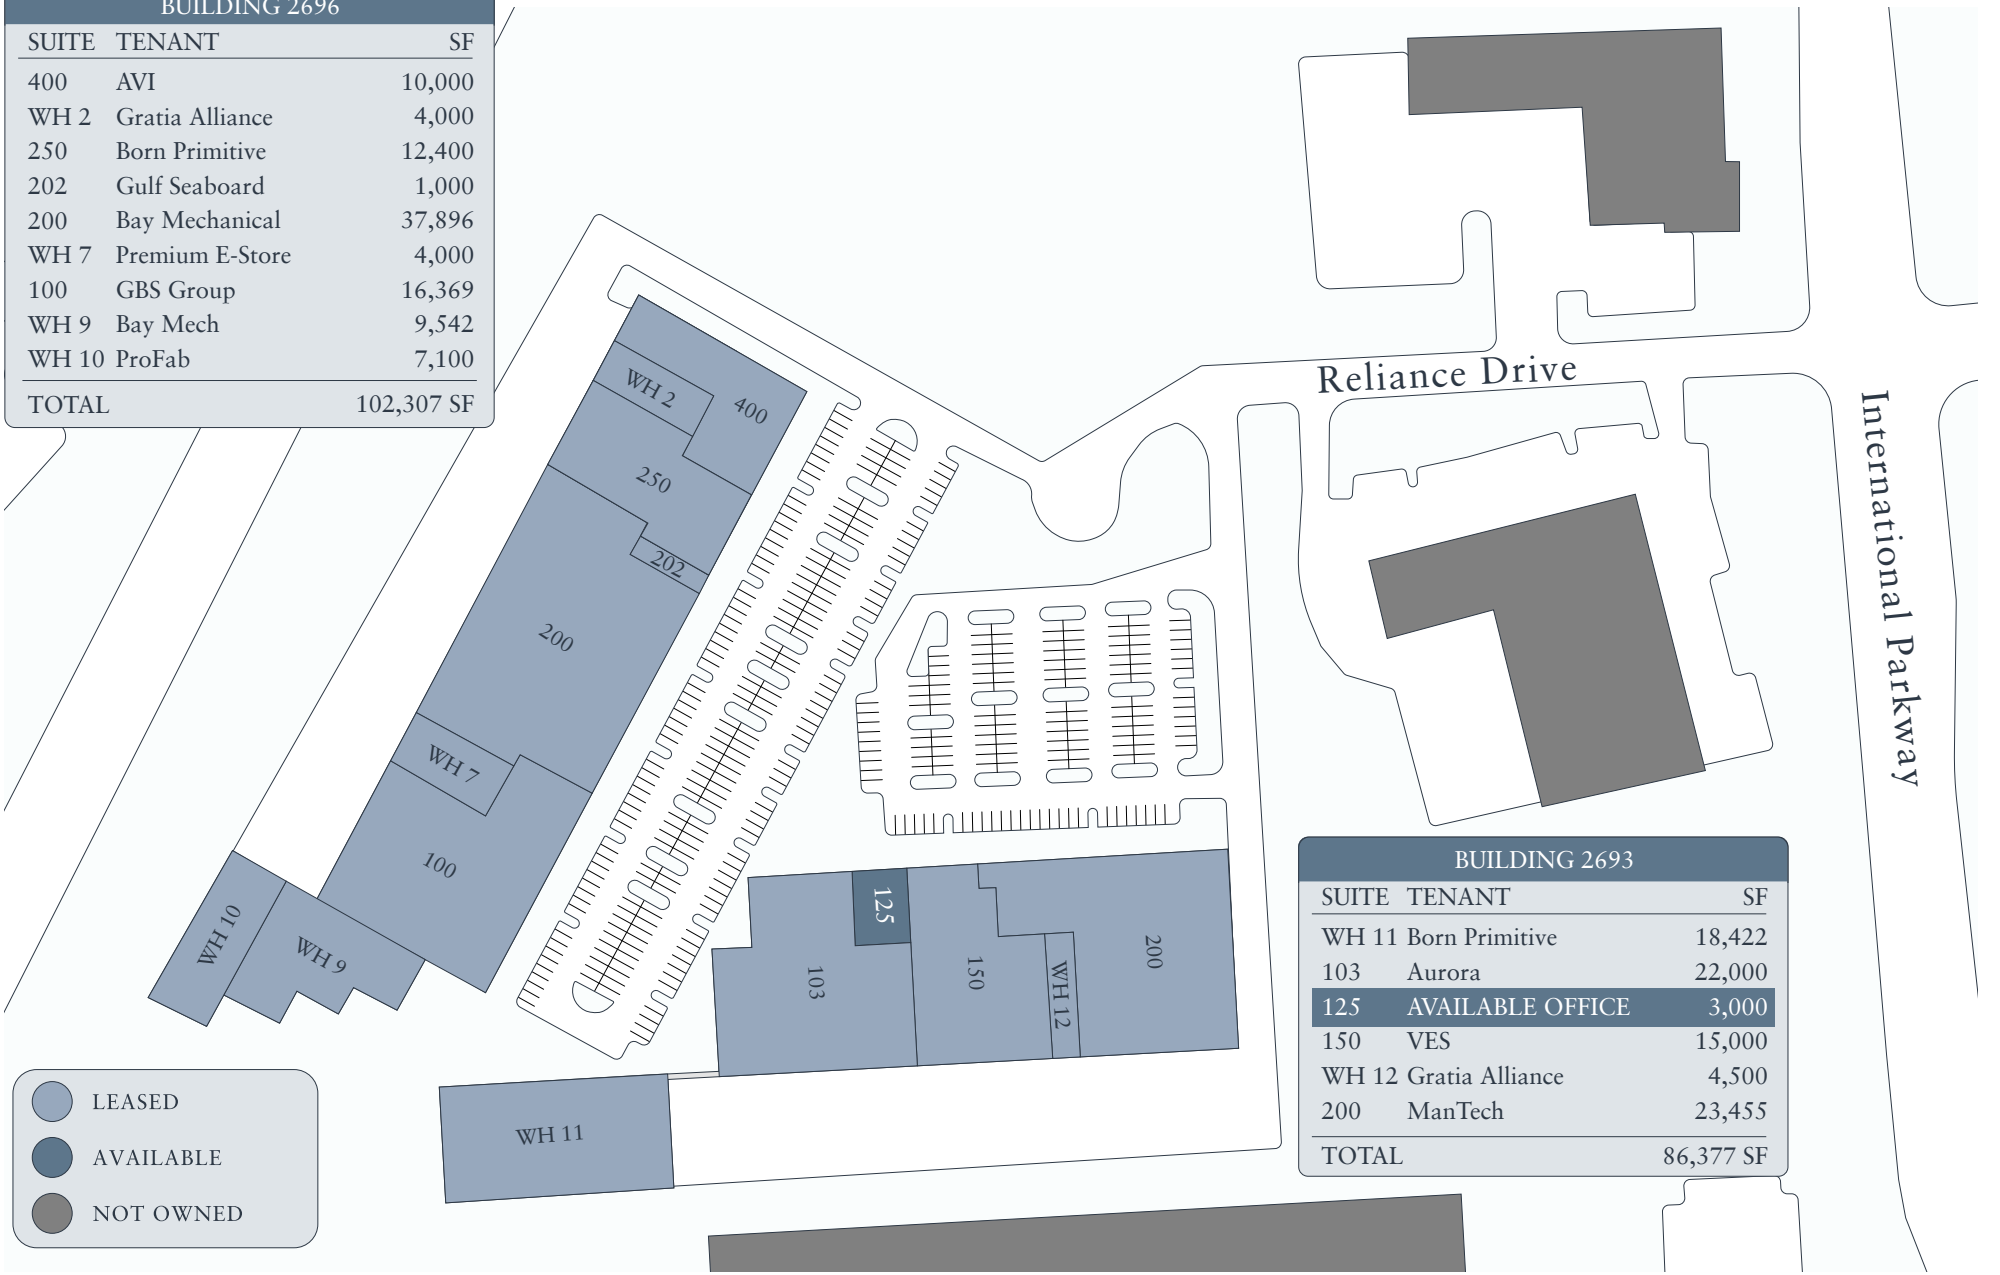 BUILDING 2696
SUITE TENANT SF
400 AVI 10,000
WH 2 Gratia Alliance 4,000
250 Born Primitive 12,400
202 Gulf Seaboard 1,000
200 Bay Mechanical 37,896
WH 7 Premium E-Store 4,000
100 GBS Group 16,369
WH 9 Bay Mech 9,542
WH 10 ProFab 7,100
TOTAL 102,307 SF
Reliance Drive
International Parkway
WH 2
400
250
202
200
WH 7
100
WH 10
WH 9
125
103
150
WH 12
200
WH 11
BUILDING 2693
SUITE TENANT SF
WH 11 Born Primitive 18,422
103 Aurora 22,000
125 AVAILABLE OFFICE 3,000
150 VES 15,000
WH 12 Gratia Alliance 4,500
200 ManTech 23,455
TOTAL 86,377 SF
LEASED
AVAILABLE
NOT OWNED